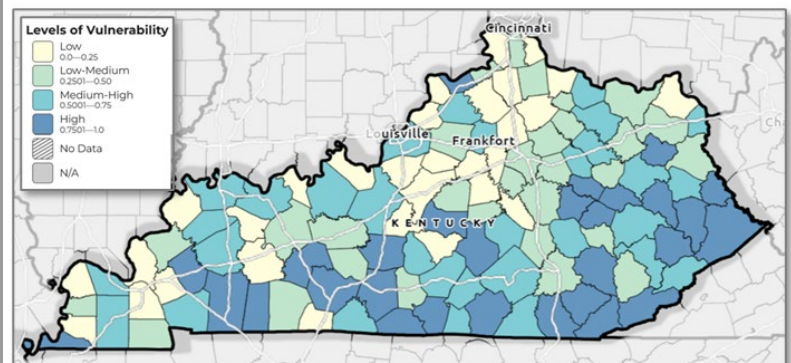 Levels of Vulnerability
Low
0.0—0.25
Low-Medium
0.2501—0.50
Medium-High
0.5001—0.75
High
0.7501—1.0
No Data
N/A
Cincinnati
Louisville
Frankfort
KENTUCKY
Cha